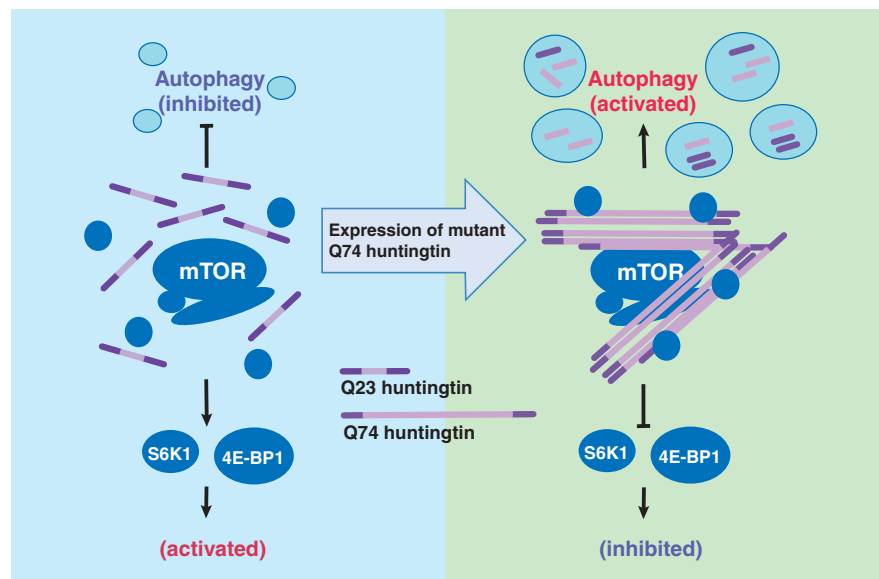 Autophagy
(inhibited)
mTOR
S6K1
4E-BP1
(activated)
Expression of mutant
Q74 huntingtin
Q23 huntingtin
Q74 huntingtin
Autophagy
(activated)
mTOR
S6K1
4E-BP1
(inhibited)